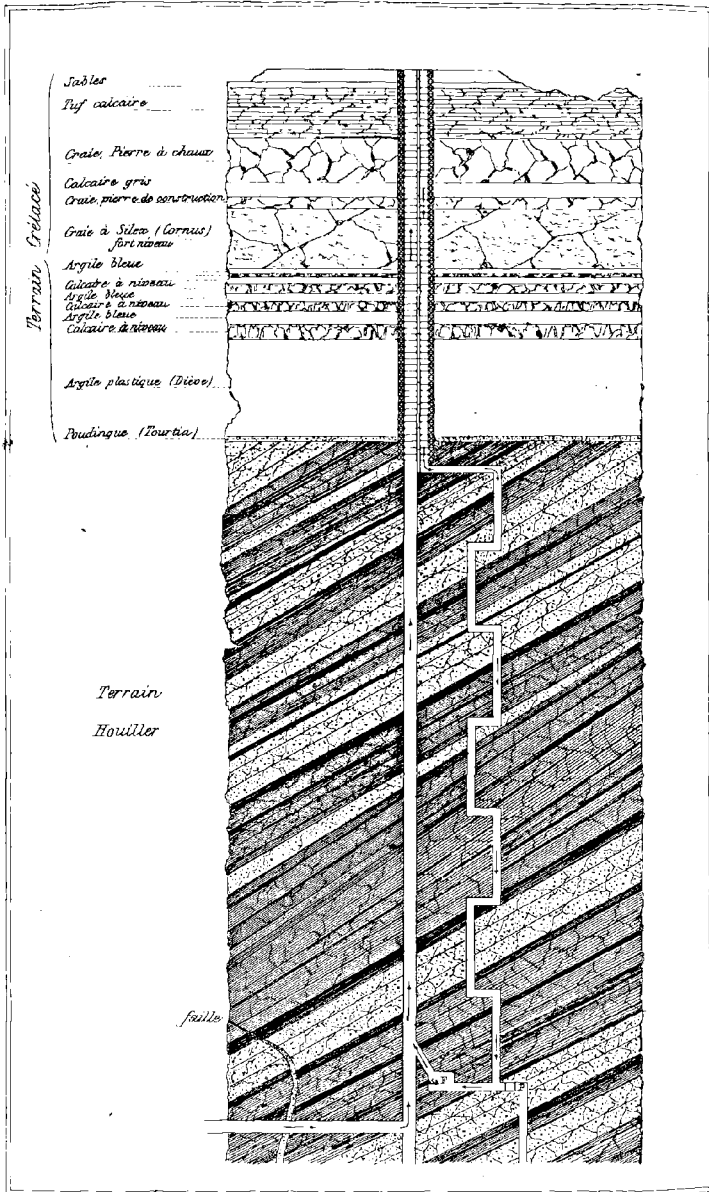 Sables
Tuf calcaire
Craie, Pierre à chaux
Calcaire gris
Craie, pierre de construction
Craie à Silex (Cornus)
fort niveau
Argile bleue
Calcaire à niveau
Argile bleue
Calcaire à niveau
Argile bleue
Calcaire à niveau
Argile plastique (Diève)
Poudingue (Tourtia)
Terrain Crétacé
Terrain
Houiller
faille
F